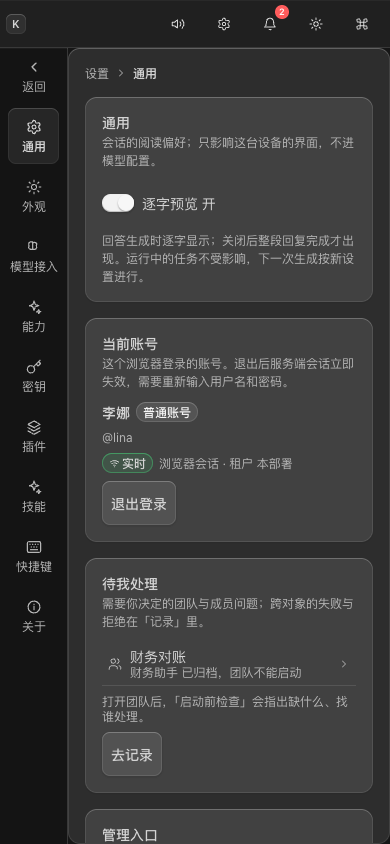 K
2
返回
通用
外观
模型接入
能力
密钥
插件
技能
快捷键
关于
设置 > 通用
通用
会话的阅读偏好；只影响这台设备的界面，不进
模型配置。
逐字预览 开
回答生成时逐字显示；关闭后整段回复完成才出
现。运行中的任务不受影响，下一次生成按新设
置进行。
当前账号
这个浏览器登录的账号。退出后服务端会话立即
失效，需要重新输入用户名和密码。
李娜 普通账号
@lina
实时 浏览器会话 · 租户 本部署
退出登录
待我处理
需要你决定的团队与成员问题；跨对象的失败与
拒绝在「记录」里。
财务对账
财务助手 已归档，团队不能启动
打开团队后，「启动前检查」会指出缺什么、找
谁处理。
去记录
管理入口